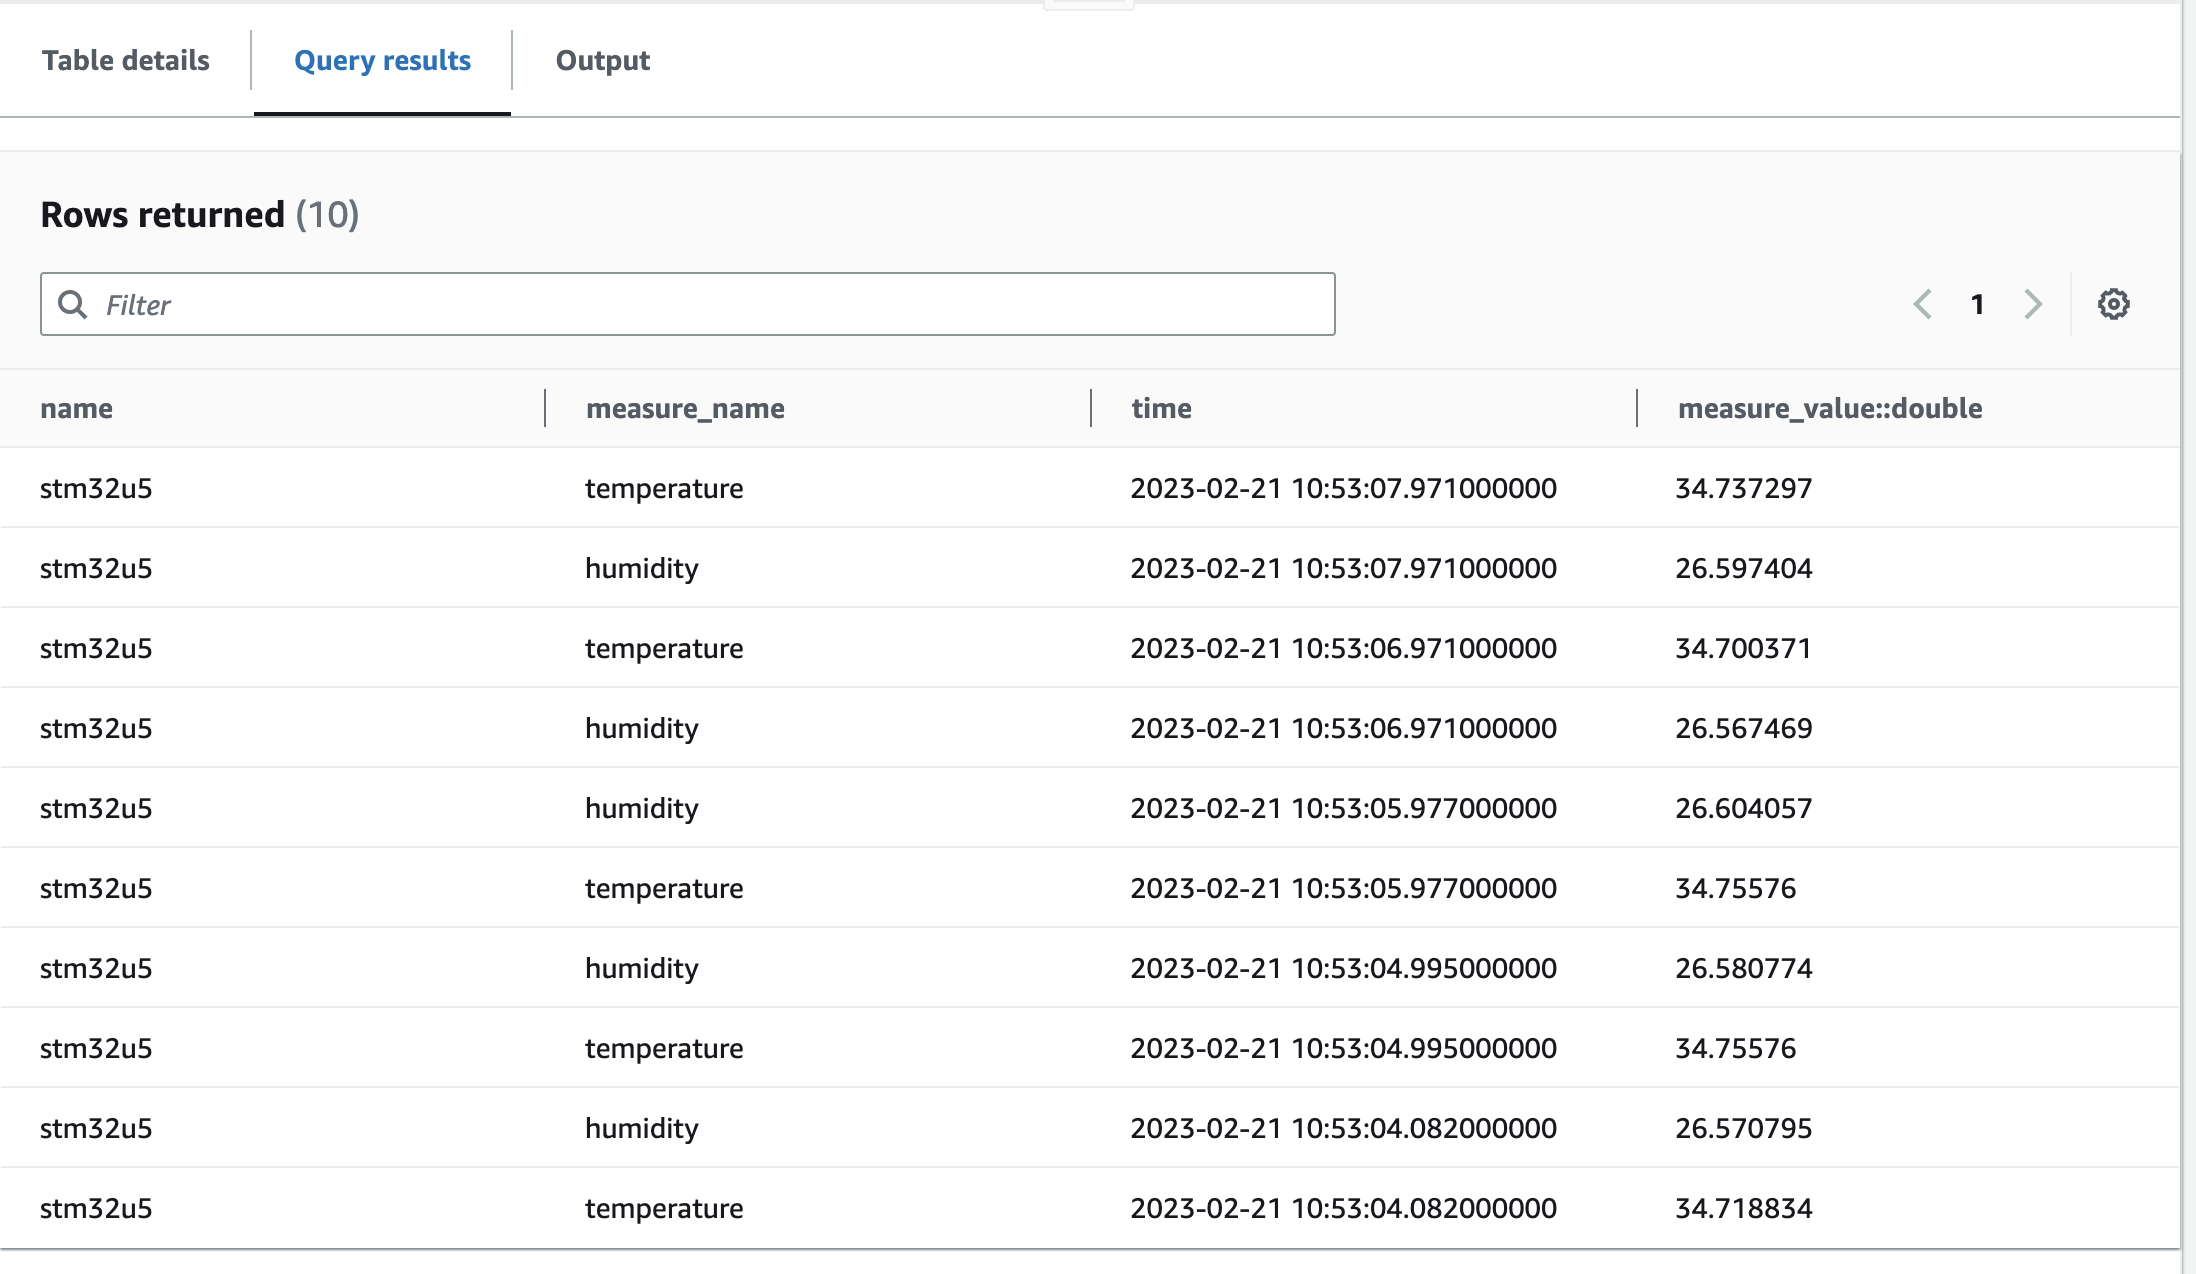 Table details Query results Output
Rows returned (10)
Filter 1
name measure_name time measure_value::double
stm32u5 temperature 2023-02-21 10:53:07.971000000 34.737297
stm32u5 humidity 2023-02-21 10:53:07.971000000 26.597404
stm32u5 temperature 2023-02-21 10:53:06.971000000 34.700371
stm32u5 humidity 2023-02-21 10:53:06.971000000 26.567469
stm32u5 humidity 2023-02-21 10:53:05.977000000 26.604057
stm32u5 temperature 2023-02-21 10:53:05.977000000 34.75576
stm32u5 humidity 2023-02-21 10:53:04.995000000 26.580774
stm32u5 temperature 2023-02-21 10:53:04.995000000 34.75576
stm32u5 humidity 2023-02-21 10:53:04.082000000 26.570795
stm32u5 temperature 2023-02-21 10:53:04.082000000 34.718834